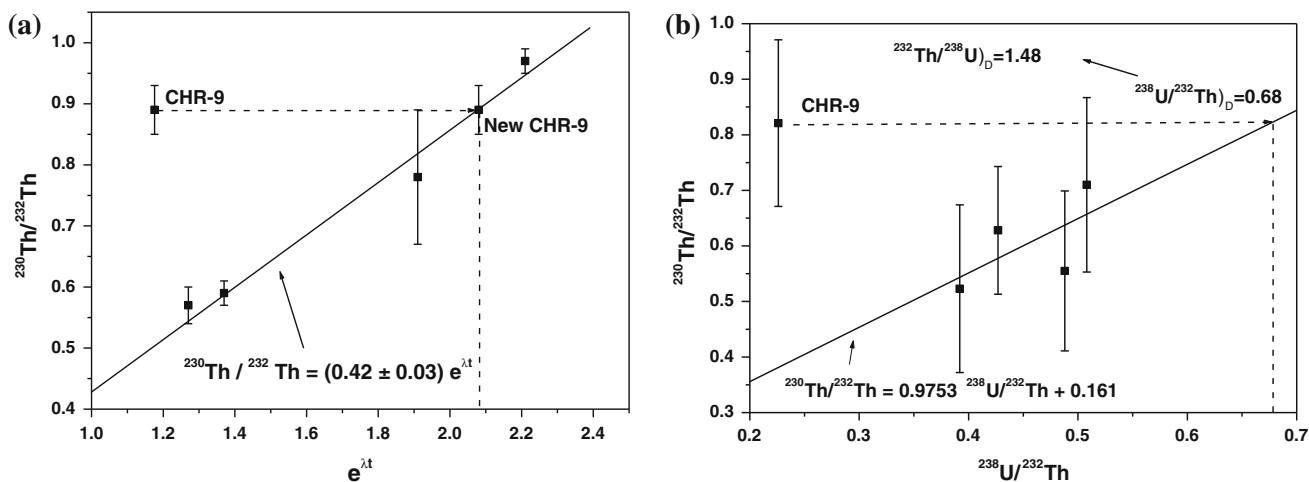 (a)
1.0
0.9
0.8
0.7
0.6
0.5
0.4
²³⁰Th/²³²Th
CHR-9
New CHR-9
²³⁰Th / ²³² Th = (0.42 ± 0.03) e^λt
1.0 1.2 1.4 1.6 1.8 2.0 2.2 2.4
e^λt
(b)
1.0
0.9
0.8
0.7
0.6
0.5
0.4
0.3
²³⁰Th/²³²Th
²³²Th/²³⁸U)_D=1.48
²³⁸U/²³²Th)_D=0.68
CHR-9
²³⁰Th/²³²Th = 0.9753 ²³⁸U/²³²Th + 0.161
0.2 0.3 0.4 0.5 0.6 0.7
²³⁸U/²³²Th